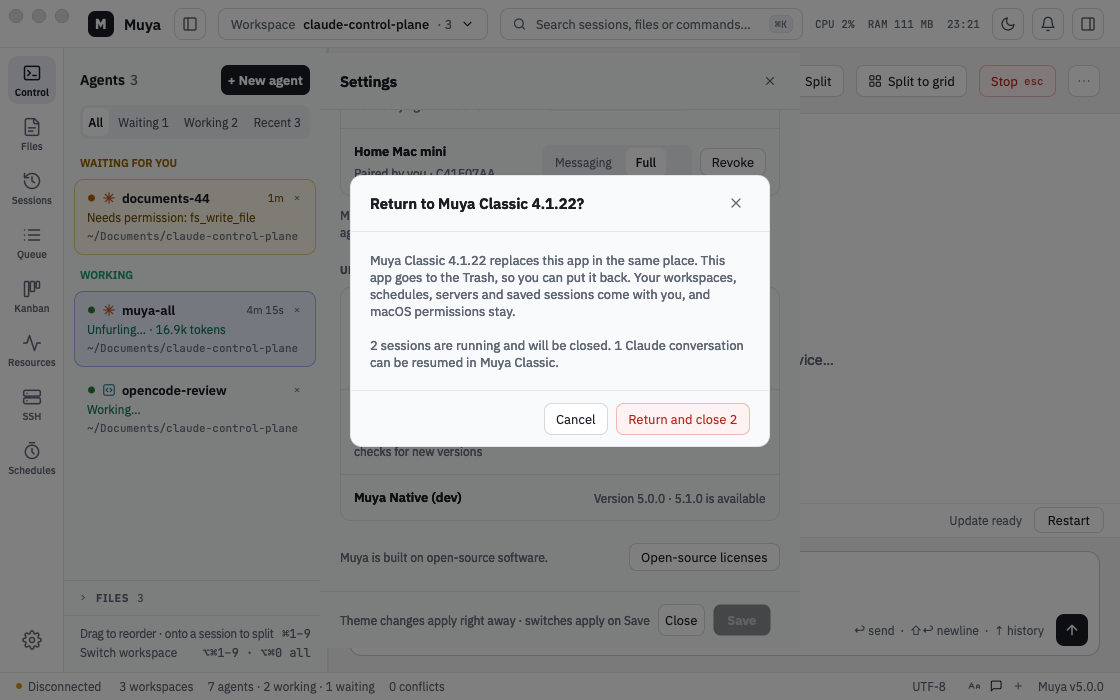 M Muya
Workspace claude-control-plane · 3
Search sessions, files or commands... ⌘K
CPU 2% RAM 111 MB 23:21
Control
Files
Sessions
Queue
Kanban
Resources
SSH
Schedules
Agents 3
+ New agent
All Waiting 1 Working 2 Recent 3
WAITING FOR YOU
documents-44 1m ×
Needs permission: fs_write_file
~/Documents/claude-control-plane
WORKING
muya-all 4m 15s ×
Unfurling... · 16.9k tokens
~/Documents/claude-control-plane
opencode-review ×
Working...
~/Documents/claude-control-plane
FILES 3
Drag to reorder · onto a session to split ⌘1–9
Switch workspace ⌥⌘1–9 · ⌥⌘0 all
Settings
Home Mac mini
Messaging Full Revoke
Split
Split to grid
Stop esc
···
Return to Muya Classic 4.1.22?
Muya Classic 4.1.22 replaces this app in the same place. This
app goes to the Trash, so you can put it back. Your workspaces,
schedules, servers and saved sessions come with you, and
macOS permissions stay.
2 sessions are running and will be closed. 1 Claude conversation
can be resumed in Muya Classic.
Cancel
Return and close 2
checks for new versions
Muya Native (dev) Version 5.0.0 · 5.1.0 is available
Muya is built on open-source software. Open-source licenses
Theme changes apply right away · switches apply on Save Close Save
Update ready Restart
↩ send · ⇧↩ newline · ↑ history
Disconnected 3 workspaces 7 agents · 2 working · 1 waiting 0 conflicts
UTF-8 AA + Muya v5.0.0